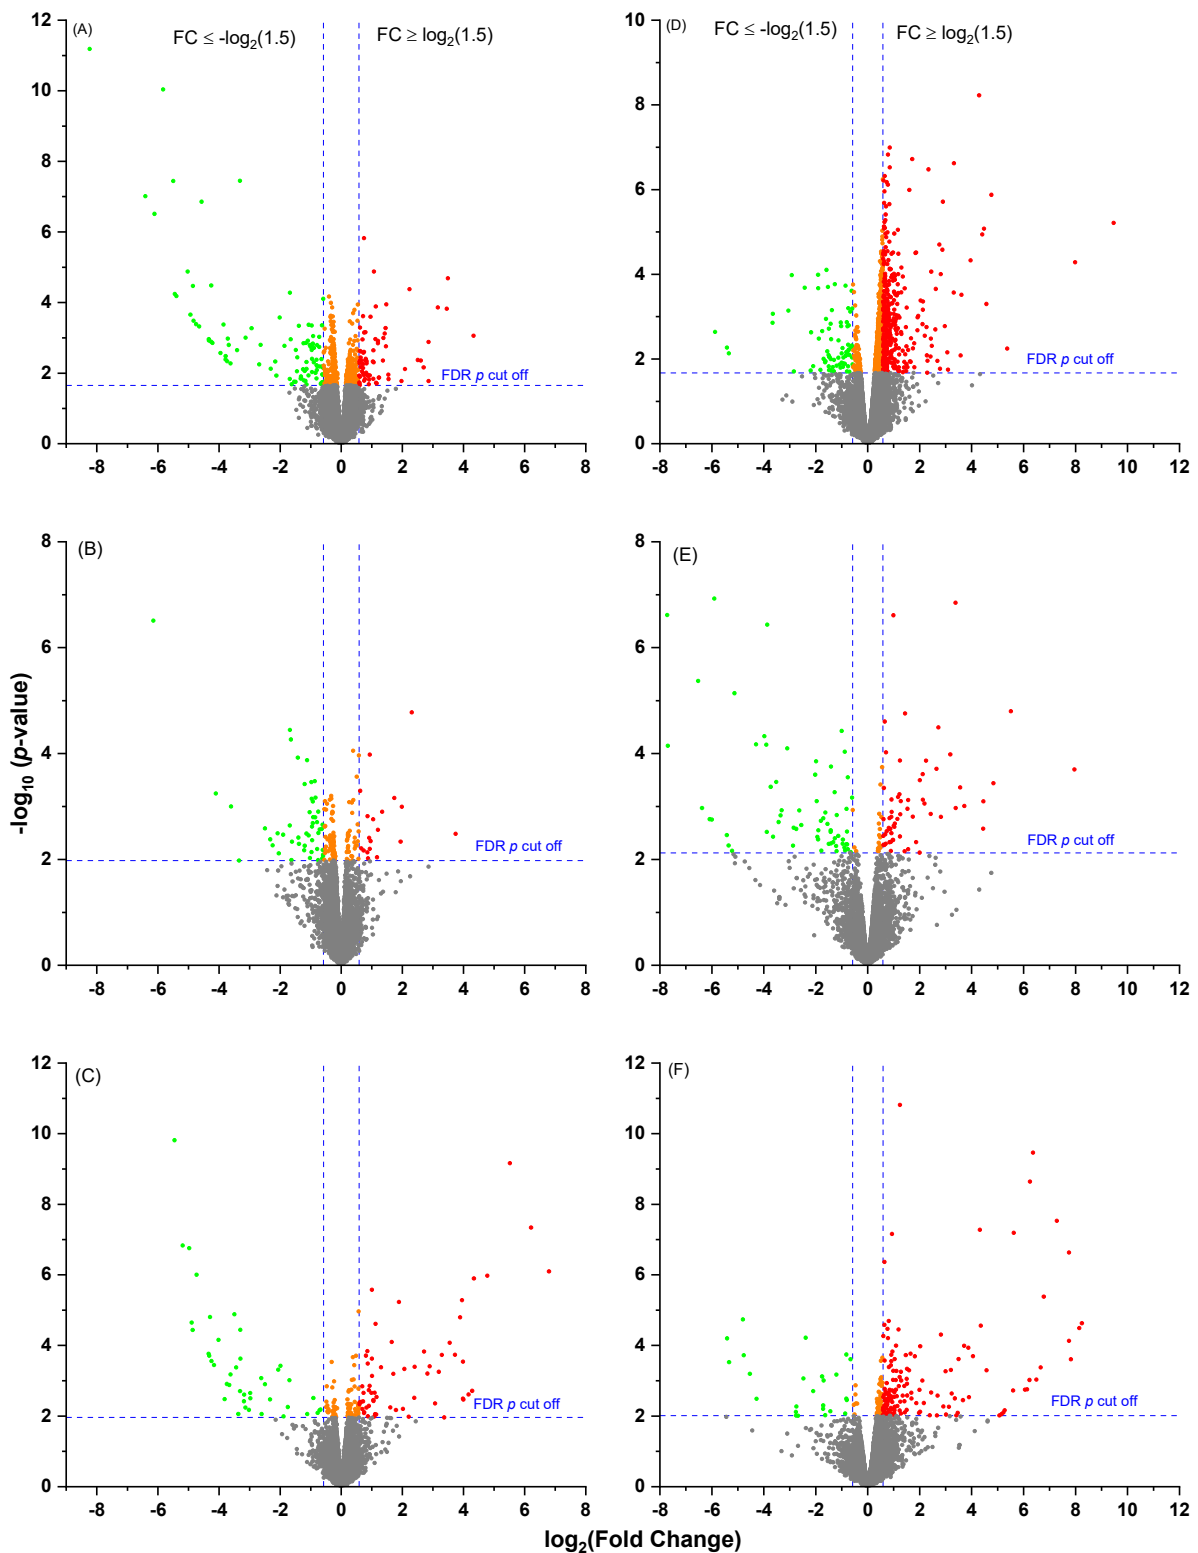 (A)
FC ≤ -log₂(1.5)
FC ≥ log₂(1.5)
FDR p cut off
12
10
8
6
4
2
0
-8 -6 -4 -2 0 2 4 6 8
(D)
FC ≤ -log₂(1.5)
FC ≥ log₂(1.5)
FDR p cut off
10
8
6
4
2
0
-8 -6 -4 -2 0 2 4 6 8 10 12
(B)
FDR p cut off
8
6
4
2
0
-8 -6 -4 -2 0 2 4 6 8
(E)
FDR p cut off
8
6
4
2
0
-8 -6 -4 -2 0 2 4 6 8 10 12
-log₁₀ (p-value)
(C)
FDR p cut off
12
10
8
6
4
2
0
-8 -6 -4 -2 0 2 4 6 8
(F)
FDR p cut off
12
10
8
6
4
2
0
-8 -6 -4 -2 0 2 4 6 8 10 12
log₂(Fold Change)